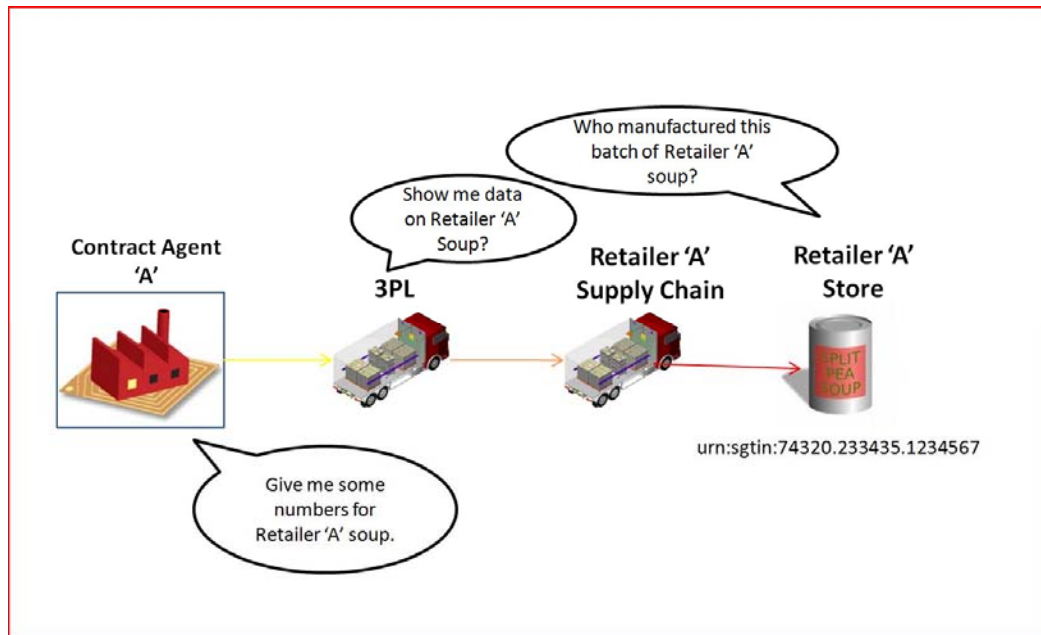 Who manufactured this
batch of Retailer ‘A’
soup?
Show me data
on Retailer ‘A’
Soup?
Contract Agent
‘A’
3PL
Retailer ‘A’
Supply Chain
Retailer ‘A’
Store
SPLIT
PEA
SOUP
urn:sgtin:74320.233435.1234567
Give me some
numbers for
Retailer ‘A’ soup.